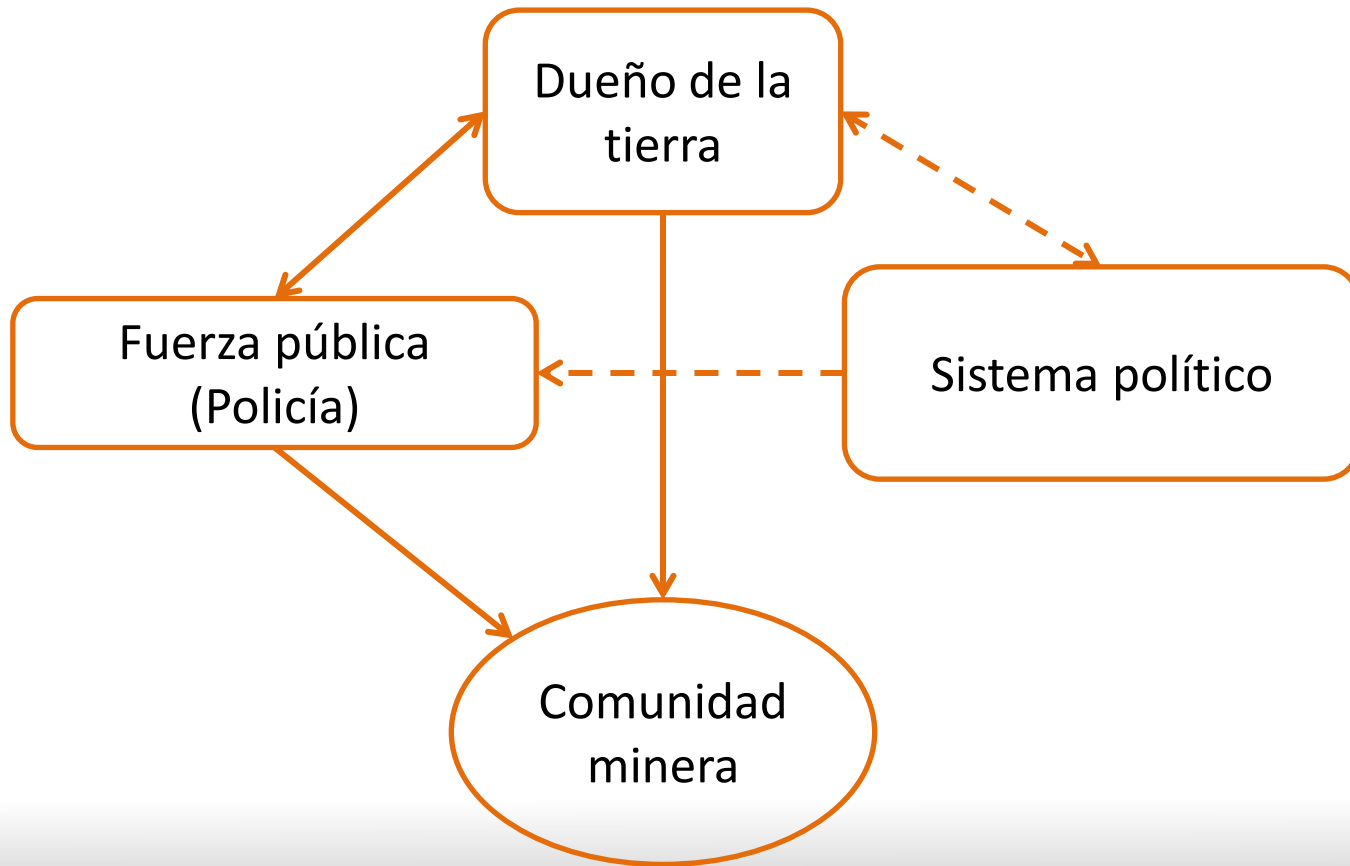 Dueño de la
tierra
Fuerza pública
(Policía)
Sistema político
Comunidad
minera